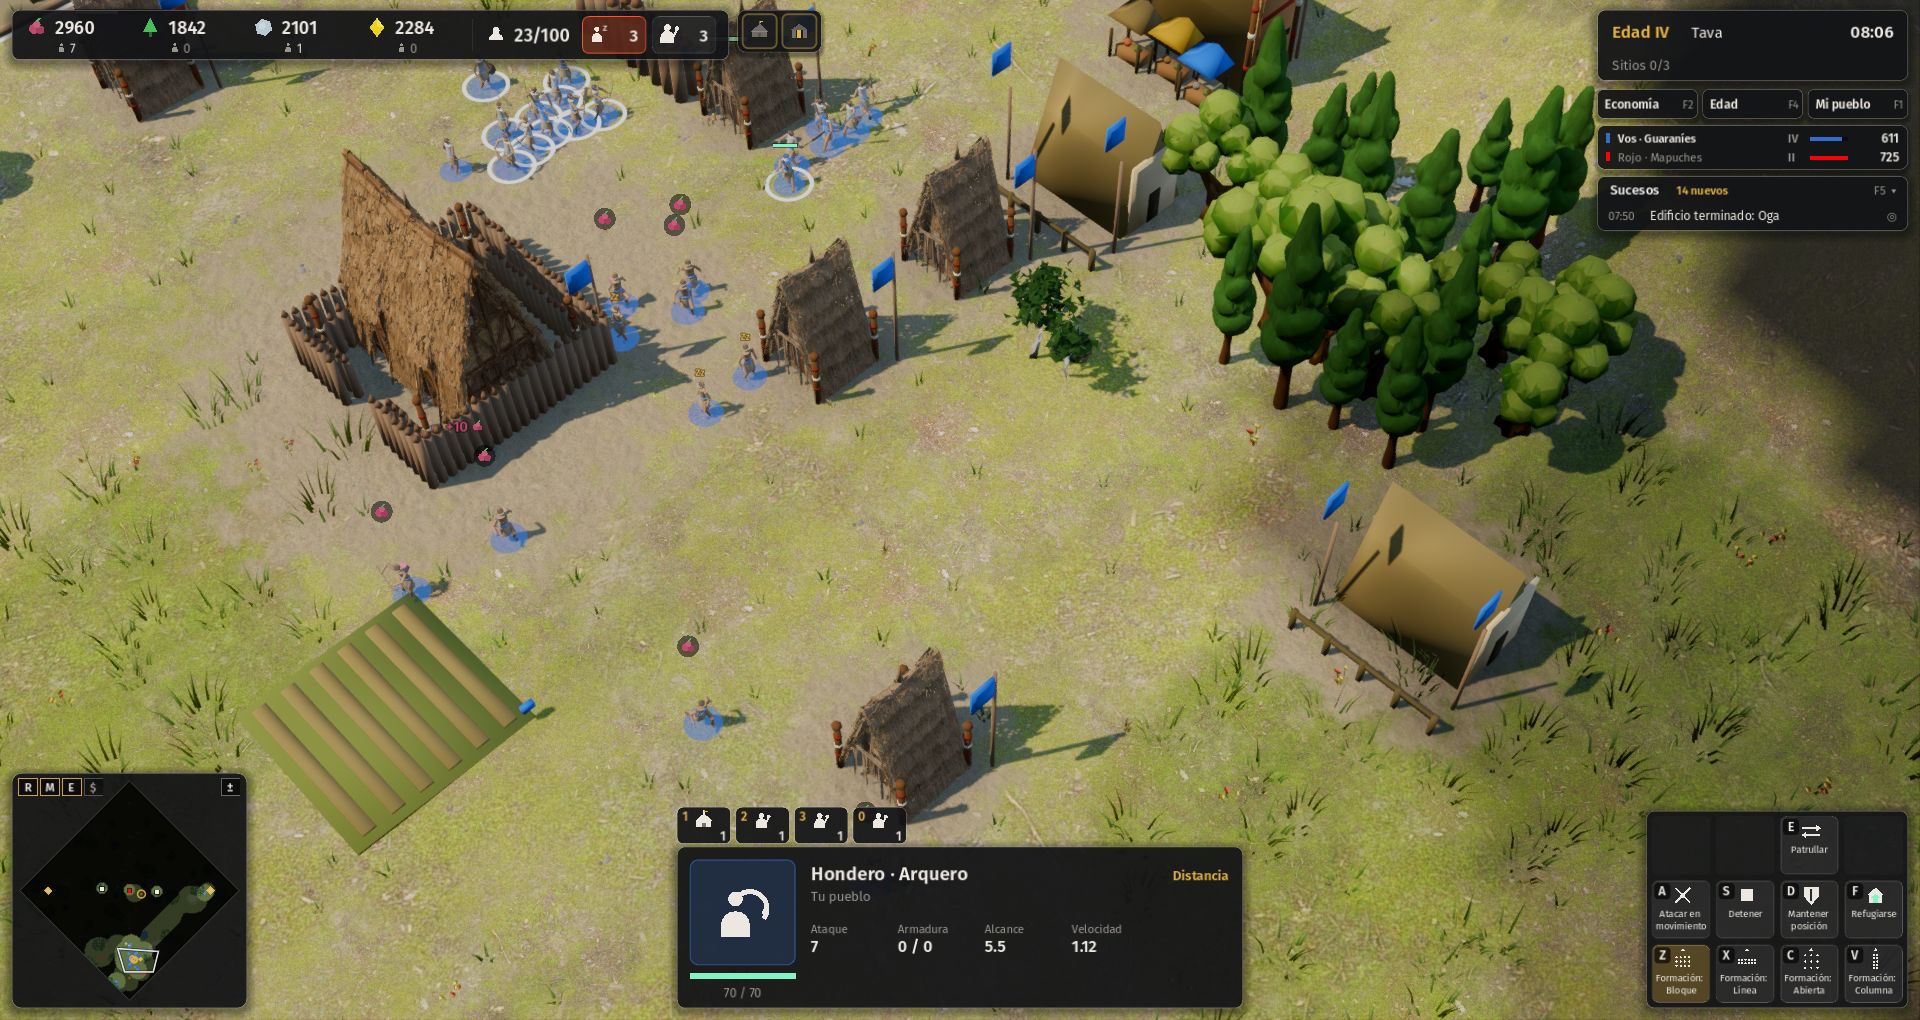 2960
7
1842
0
2101
1
2284
0
23/100
z
3
3
Edad IV Tava 08:06
Sitios 0/3
Economía F2
Edad F4
Mi pueblo F1
Vos · Guaraníes IV 611
Rojo · Mapuches II 725
Sucesos 14 nuevos F5
07:50 Edificio terminado: Oga
zz
zz
+10
R M E $ ±
1 1
2 1
3 1
0 1
Hondero · Arquero Distancia
Tu pueblo
Ataque Armadura Alcance Velocidad
7 0 / 0 5.5 1.12
70 / 70
E
Patrullar
A
Atacar en
movimiento
S
Detener
D
Mantener
posición
F
Refugiarse
Z
Formación:
Bloque
X
Formación:
Línea
C
Formación:
Abierta
V
Formación:
Columna